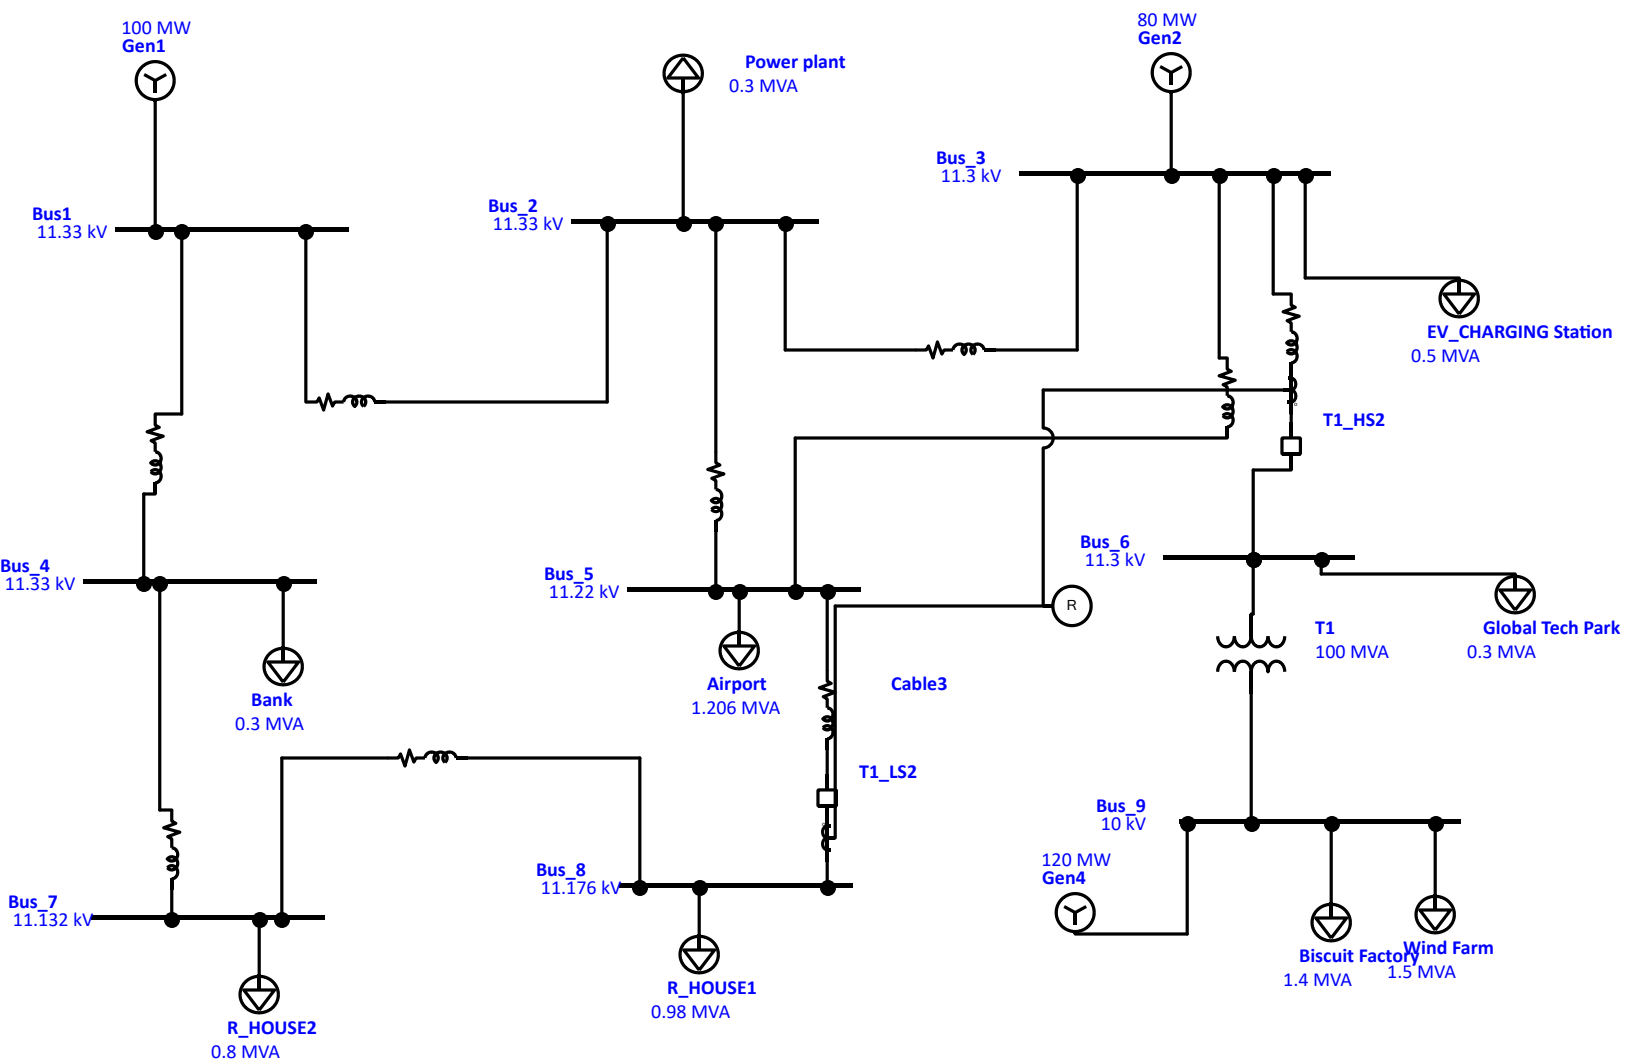 100 MW
Gen1
Power plant
0.3 MVA
80 MW
Gen2
Bus_3
11.3 kV
Bus1
11.33 kV
Bus_2
11.33 kV
EV_CHARGING Station
0.5 MVA
T1_HS2
Bus_4
11.33 kV
Bus_5
11.22 kV
Bus_6
11.3 kV
R
Bank
0.3 MVA
Airport
1.206 MVA
Cable3
T1
100 MVA
Global Tech Park
0.3 MVA
T1_LS2
Bus_9
10 kV
Bus_8
11.176 kV
Bus_7
11.132 kV
120 MW
Gen4
R_HOUSE1
0.98 MVA
Biscuit Factory
1.4 MVA
Wind Farm
1.5 MVA
R_HOUSE2
0.8 MVA